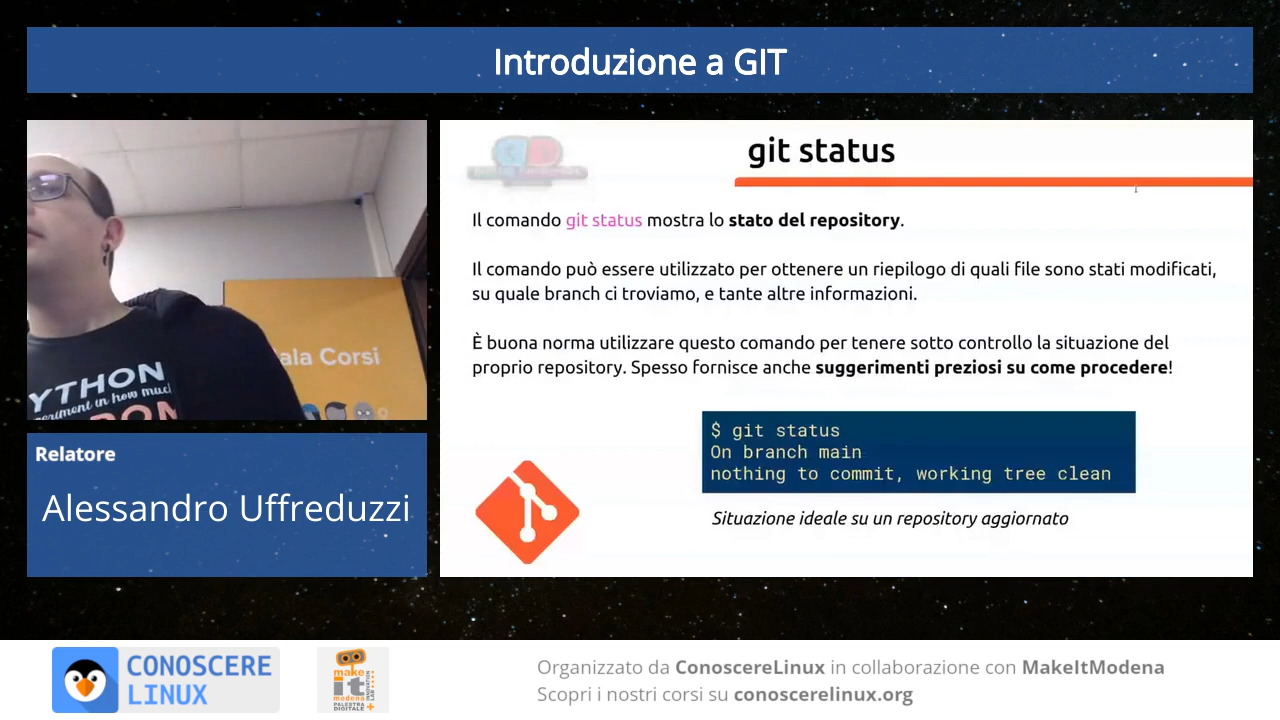 Introduzione a GIT
YTHON
ala Corsi
Relatore
Alessandro Uffreduzzi
git status
Il comando git status mostra lo stato del repository.
Il comando può essere utilizzato per ottenere un riepilogo di quali file sono stati modificati,
su quale branch ci troviamo, e tante altre informazioni.
È buona norma utilizzare questo comando per tenere sotto controllo la situazione del
proprio repository. Spesso fornisce anche suggerimenti preziosi su come procedere!
$ git status
On branch main
nothing to commit, working tree clean
Situazione ideale su un repository aggiornato
CONOSCERE
LINUX
make
it
modena
PALESTRA
DIGITALE
INNOVATION
LAB
Organizzato da ConoscereLinux in collaborazione con MakeItModena
Scopri i nostri corsi su conoscerelinux.org